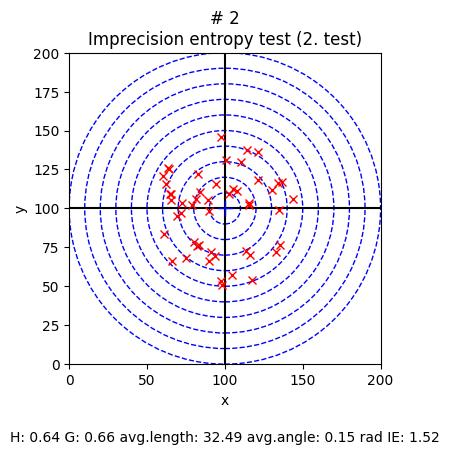 # 2
Imprecision entropy test (2. test)
200
175
150
125
100
75
50
25
0
y
0 50 100 150 200
x
H: 0.64 G: 0.66 avg.length: 32.49 avg.angle: 0.15 rad IE: 1.52